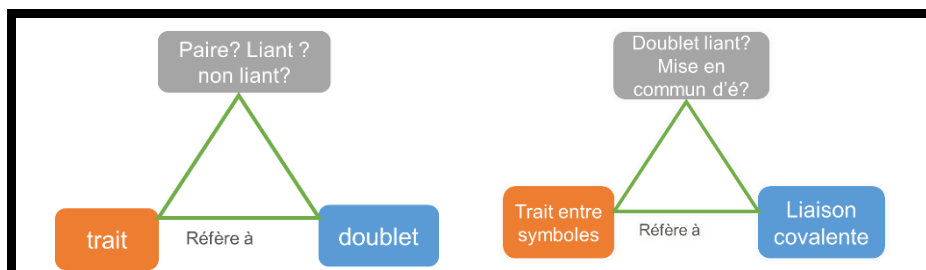 Paire? Liant ?
non liant?
trait
Réfère à
doublet
Doublet liant?
Mise en
commun d'é?
Trait entre
symboles
Réfère à
Liaison
covalente